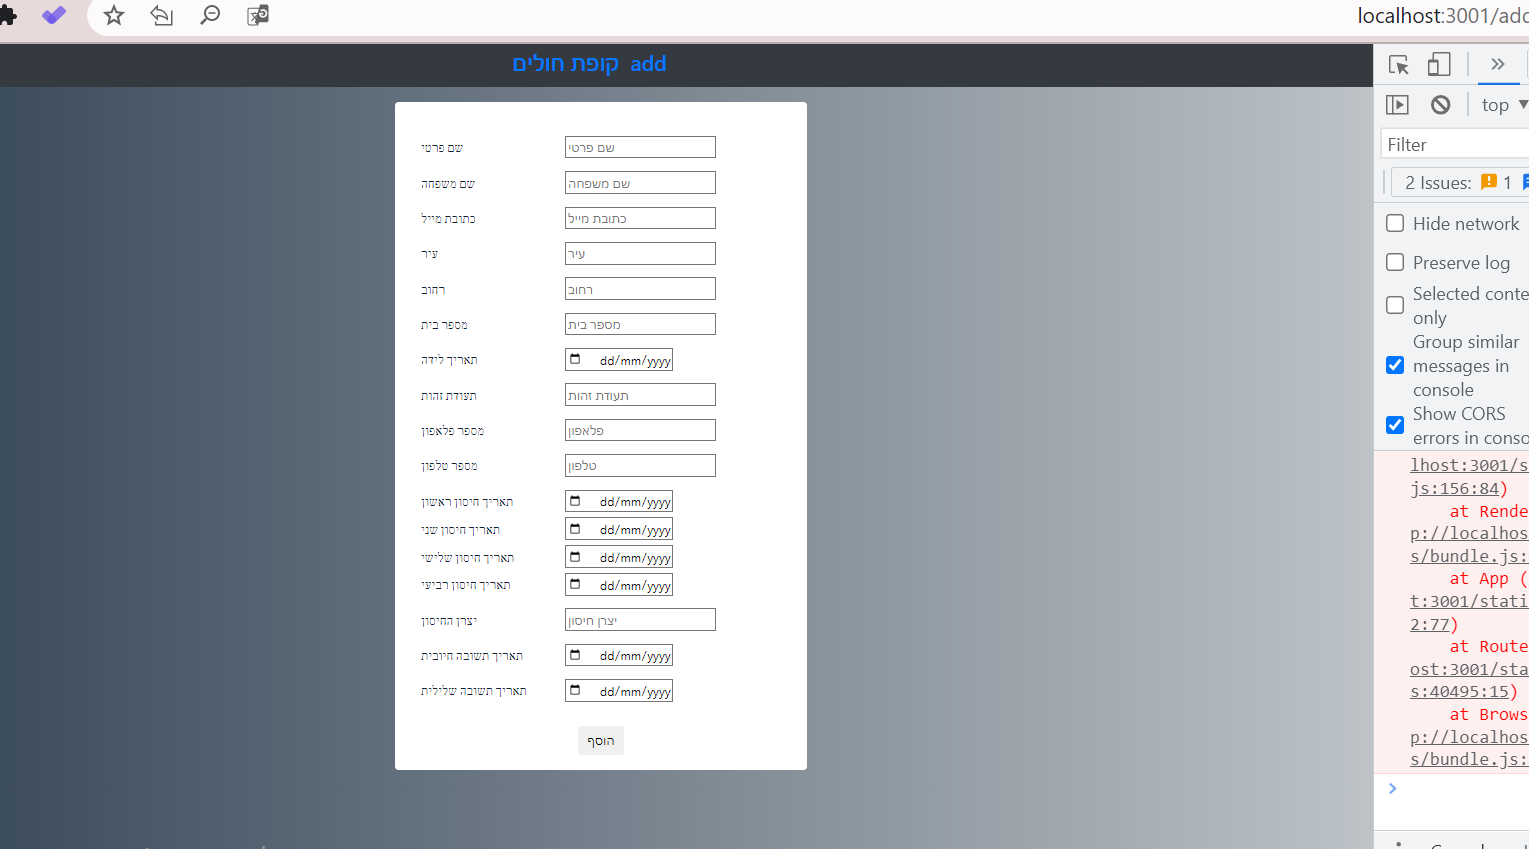 localhost:3001/add
קופת חולים add
שם פרטי שם פרטי
שם משפחה שם משפחה
כתובת מייל כתובת מייל
עיר עיר
רחוב רחוב
מספר בית מספר בית
תאריך לידה dd/mm/yyyy
תעודת זהות תעודת זהות
מספר פלאפון פלאפון
מספר טלפון טלפון
תאריך חיסון ראשון dd/mm/yyyy
תאריך חיסון שני dd/mm/yyyy
תאריך חיסון שלישי dd/mm/yyyy
תאריך חיסון רביעי dd/mm/yyyy
יצרן החיסון יצרן חיסון
תאריך תשובה חיובית dd/mm/yyyy
תאריך תשובה שלילית dd/mm/yyyy
הוסף
top
Filter
2 Issues: 1
Hide network
Preserve log
Selected conte
only
Group similar
messages in
console
Show CORS
errors in conso
lhost:3001/s
js:156:84)
at Rende
p://localhos
s/bundle.js:
at App (
t:3001/stati
2:77)
at Route
ost:3001/sta
s:40495:15)
at Brows
p://localhos
s/bundle.js: